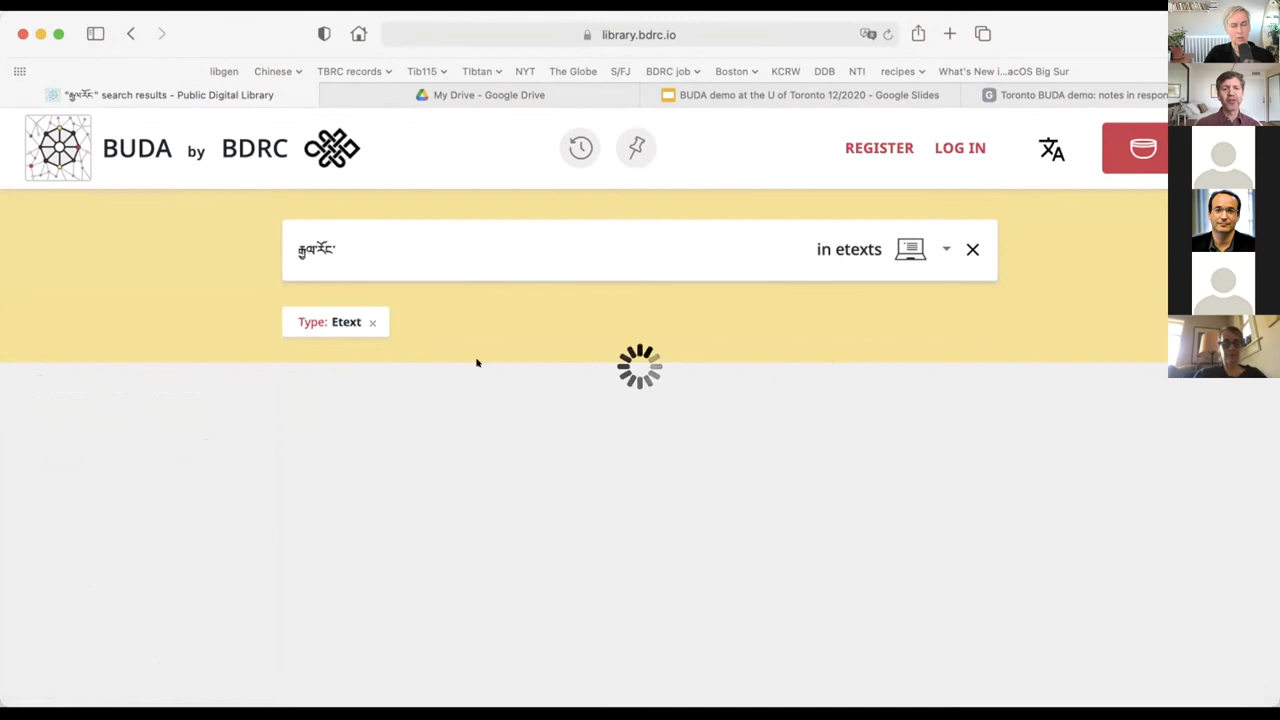 library.bdrc.io
libgen Chinese TBRC records Tib115 TIbtan NYT The Globe S/FJ BDRC job Boston KCRW DDB NTI recipes What's New i...acOS Big Sur
"རྒྱལ་རོང་" search results - Public Digital Library My Drive - Google Drive BUDA demo at the U of Toronto 12/2020 - Google Slides G Toronto BUDA demo: notes in respon
BUDA by BDRC REGISTER LOG IN
རྒྱལ་རོང་ in etexts
Type: Etext ×